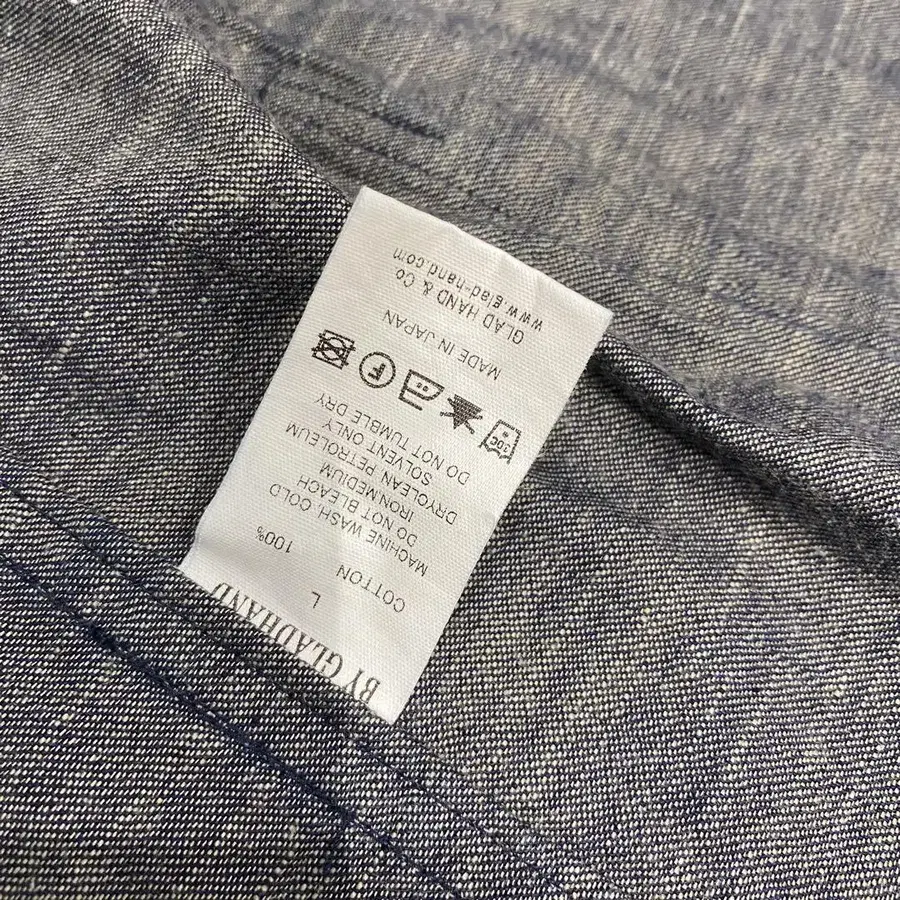 BY GLADHAND
L
COTTON 100%
MACHINE WASH: COLD
DO NOT BLEACH
IRON MEDIUM
DRYCLEAN PETROLEUM
SOLVENT ONLY
DO NOT TUMBLE DRY
30C F
MADE IN JAPAN
GLAD HAND & Co
www.glad-hand.com